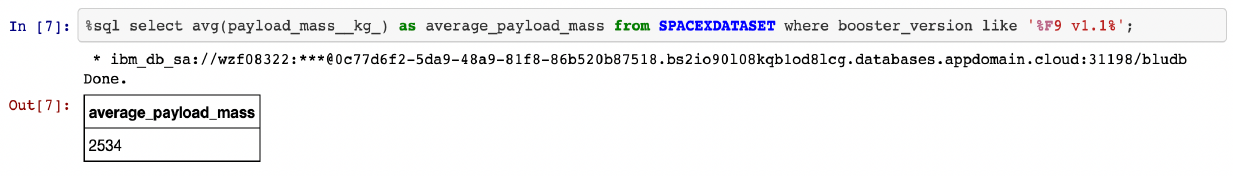 In [7]: %sql select avg(payload_mass__kg_) as average_payload_mass from SPACEXDATASET where booster_version like '%F9 v1.1%';
* ibm_db_sa://wzf08322:***@0c77d6f2-5da9-48a9-81f8-86b520b87518.bs2io90l08kqb1od8lcg.databases.appdomain.cloud:31198/bludb
Done.
Out[7]: average_payload_mass
2534